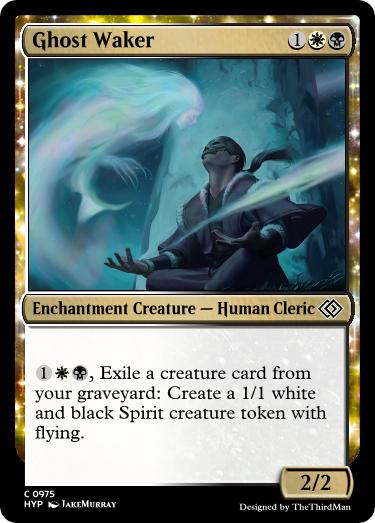 Ghost Waker 1
Enchantment Creature — Human Cleric
1, Exile a creature card from
your graveyard: Create a 1/1 white
and black Spirit creature token with
flying.
2/2
C 0975
HYP JakeMurray
Designed by TheThirdMan